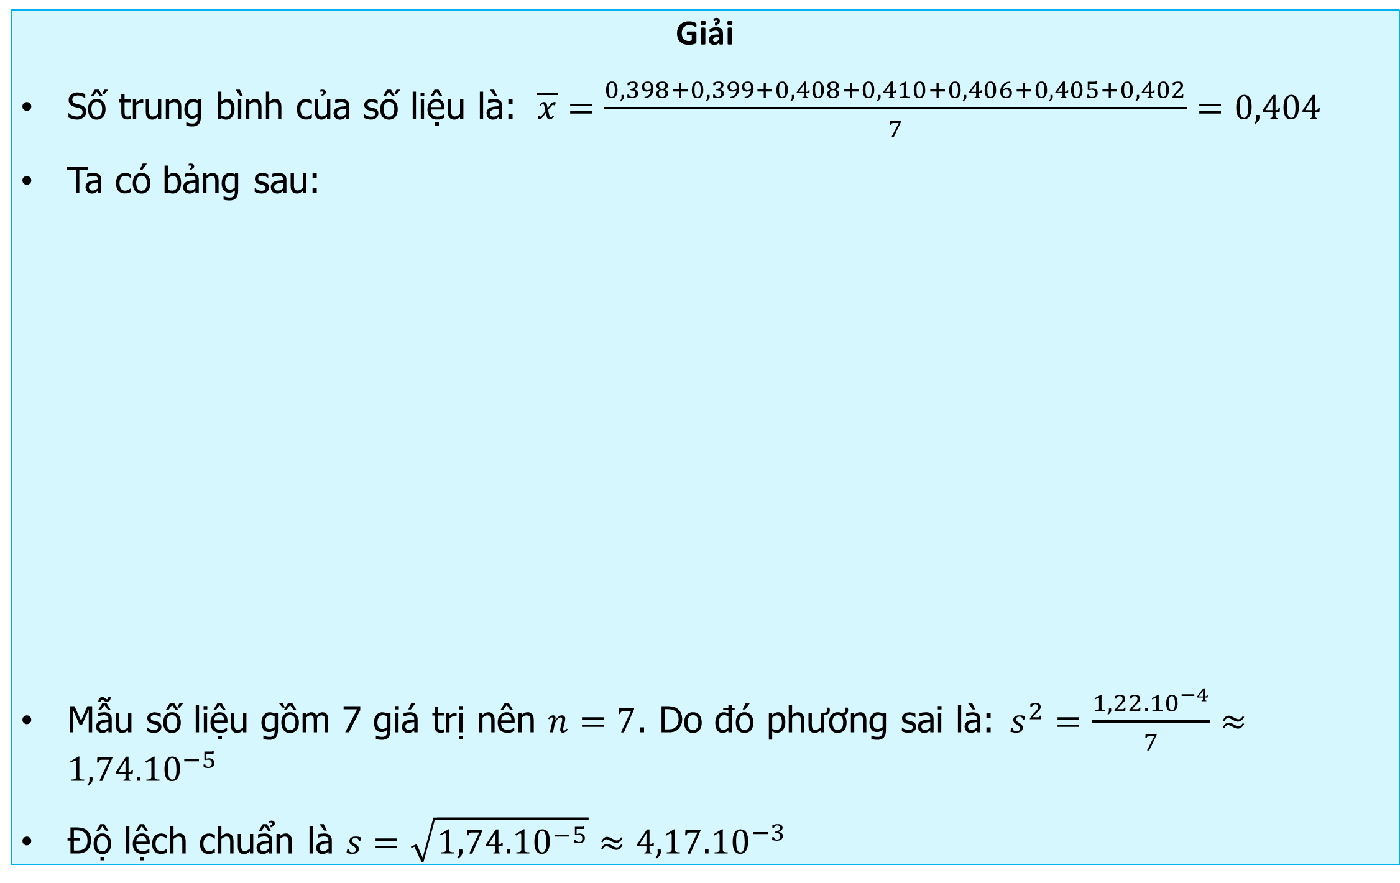 Giải
• Số trung bình của số liệu là: x̅ = (0,398+0,399+0,408+0,410+0,406+0,405+0,402)/7 = 0,404
• Ta có bảng sau:
• Mẫu số liệu gồm 7 giá trị nên n = 7. Do đó phương sai là: s² = (1,22.10⁻⁴)/7 ≈
1,74.10⁻⁵
• Độ lệch chuẩn là s = √(1,74.10⁻⁵) ≈ 4,17.10⁻³